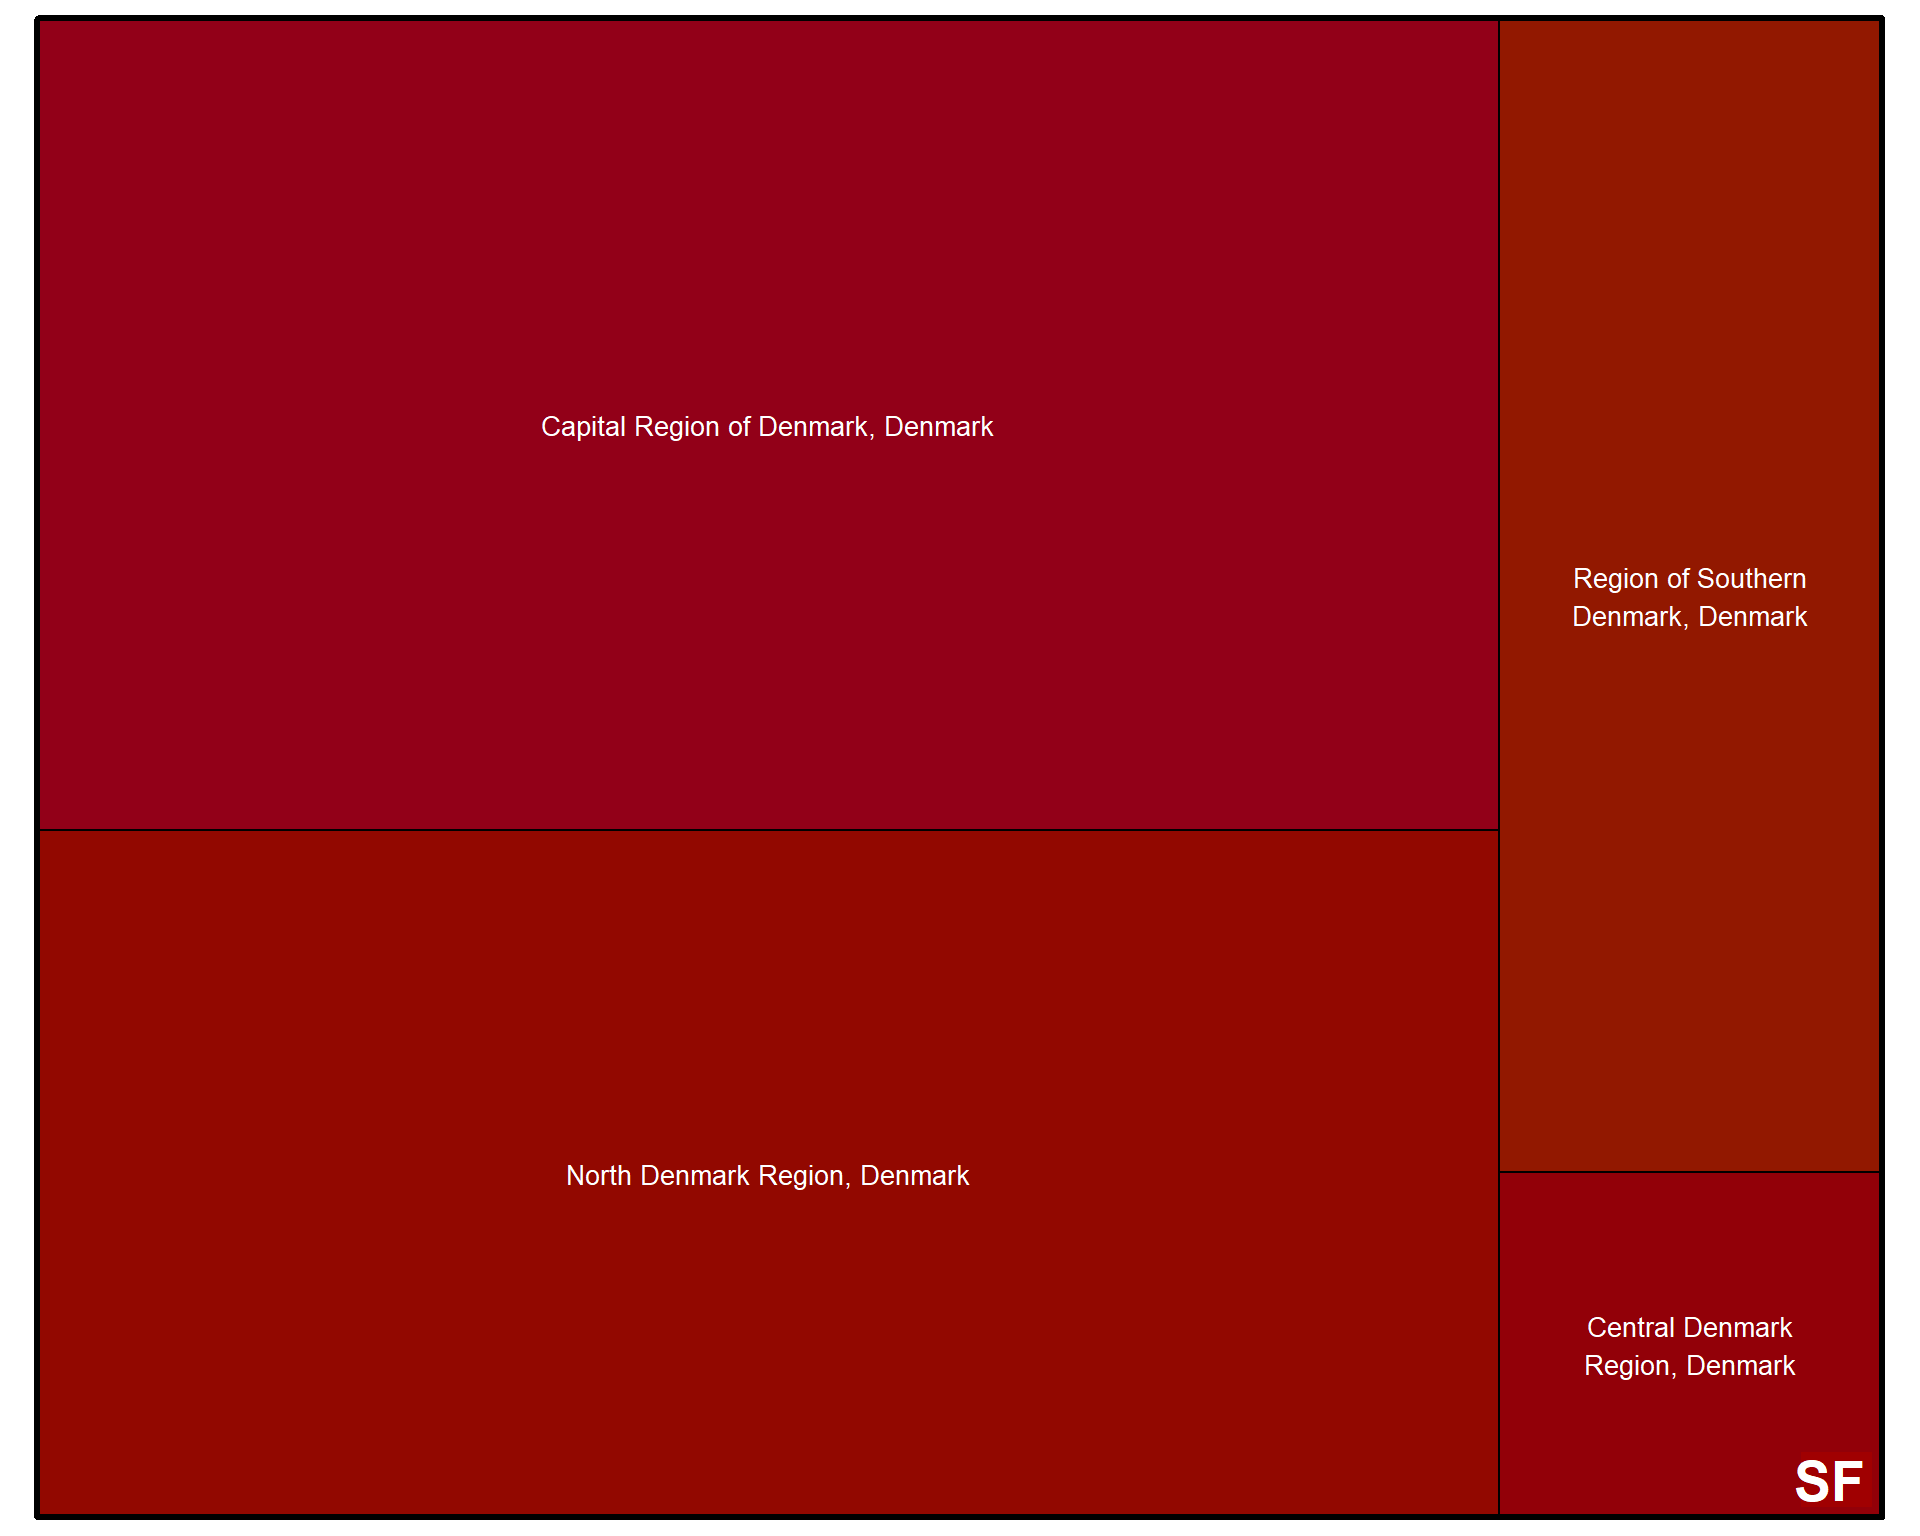 Capital Region of Denmark, Denmark
Region of Southern
Denmark, Denmark
North Denmark Region, Denmark
Central Denmark
Region, Denmark
SF